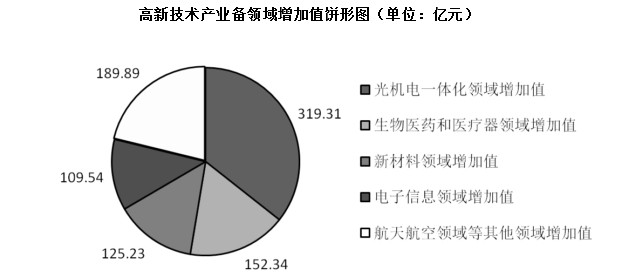 高新技术产业备领域增加值饼形图（单位：亿元）
189.89
319.31
109.54
125.23
152.34
光机电一体化领域增加值
生物医药和医疗器领域增加值
新材料领域增加值
电子信息领域增加值
航天航空领域等其他领域增加值